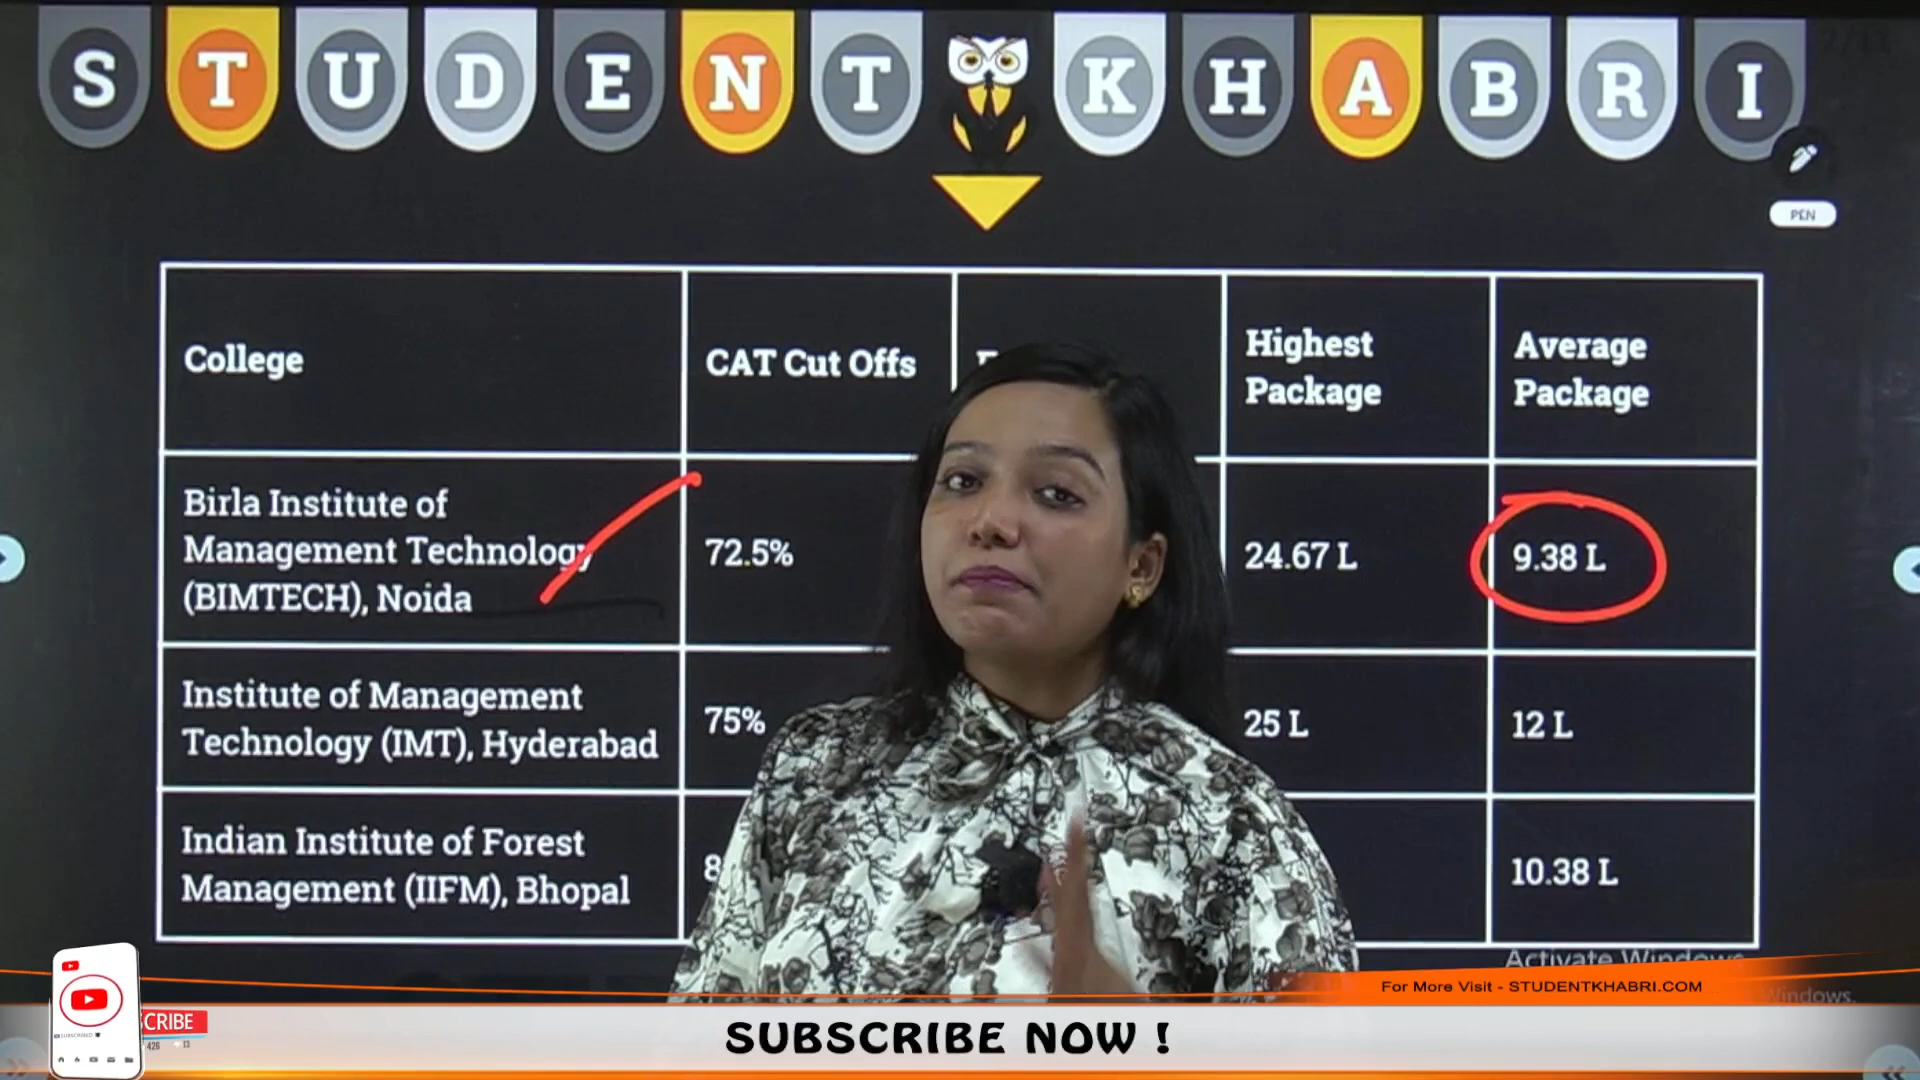 STUDENT KHABRI
PEN
College
CAT Cut Offs
Highest
Package
Average
Package
Birla Institute of
Management Technology
(BIMTECH), Noida
72.5%
24.67 L
9.38 L
Institute of Management
Technology (IMT), Hyderabad
75%
25 L
12 L
Indian Institute of Forest
Management (IIFM), Bhopal
10.38 L
Activate Windows
For More Visit - STUDENTKHABRI.COM
SUBSCRIBE NOW !